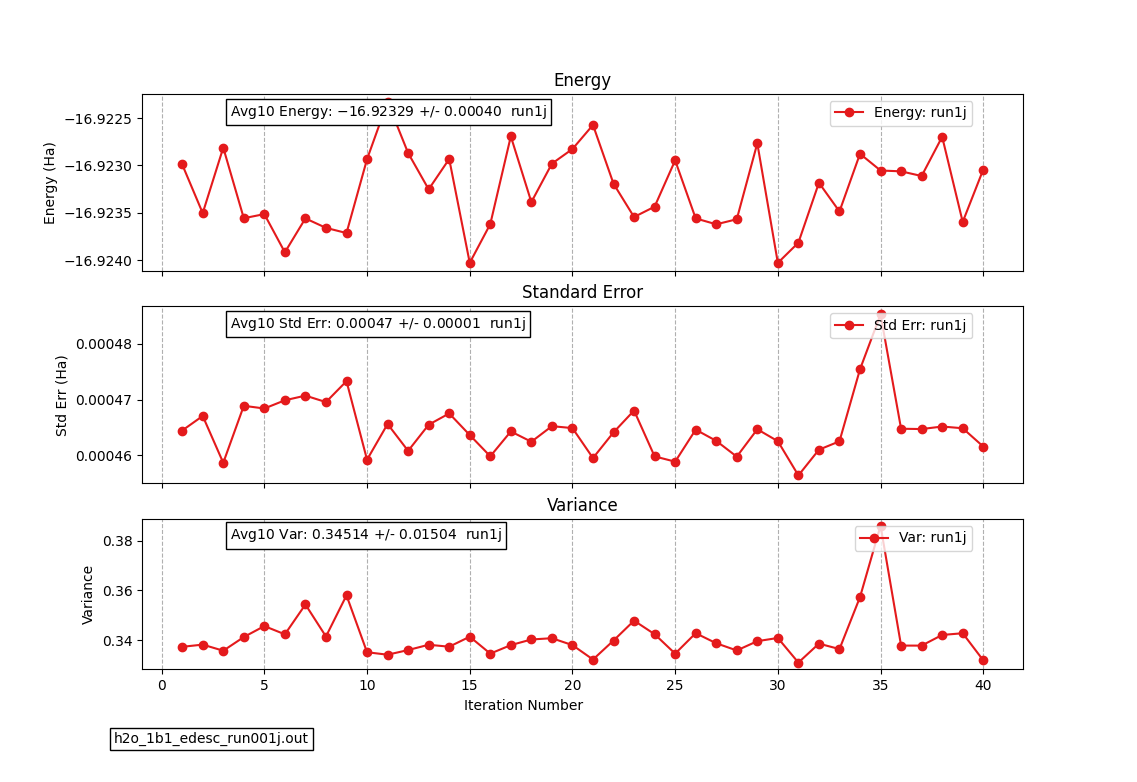 Energy
Avg10 Energy: −16.92329 +/- 0.00040 run1j
Energy: run1j
Energy (Ha)
−16.9225
−16.9230
−16.9235
−16.9240
Standard Error
Avg10 Std Err: 0.00047 +/- 0.00001 run1j
Std Err: run1j
Std Err (Ha)
0.00048
0.00047
0.00046
Variance
Avg10 Var: 0.34514 +/- 0.01504 run1j
Var: run1j
Variance
0.38
0.36
0.34
0 5 10 15 20 25 30 35 40
Iteration Number
h2o_1b1_edesc_run001j.out